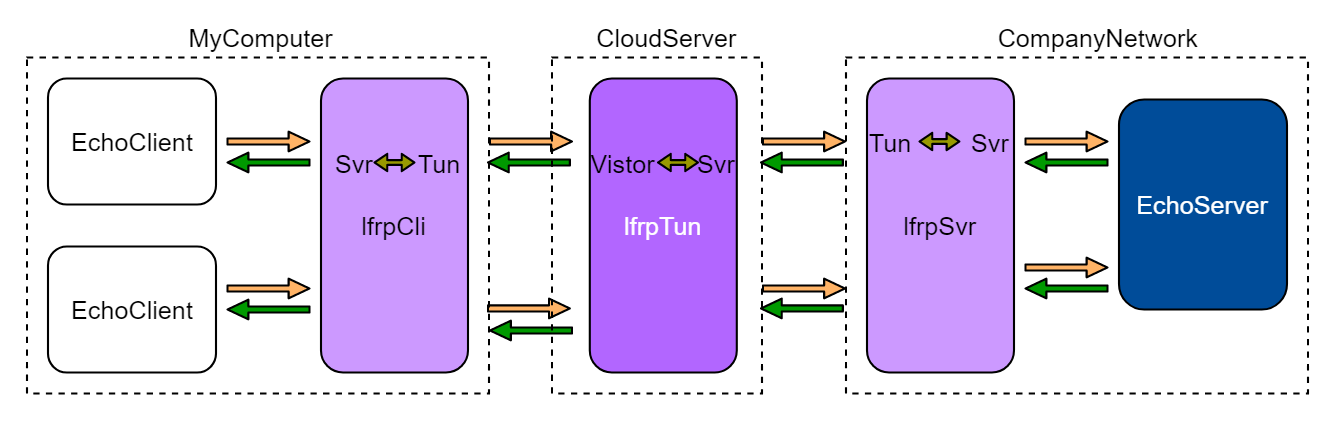 MyComputer
CloudServer
CompanyNetwork
EchoClient
Svr Tun
lfrpCli
EchoClient
Vistor Svr
lfrpTun
Tun Svr
lfrpSvr
EchoServer